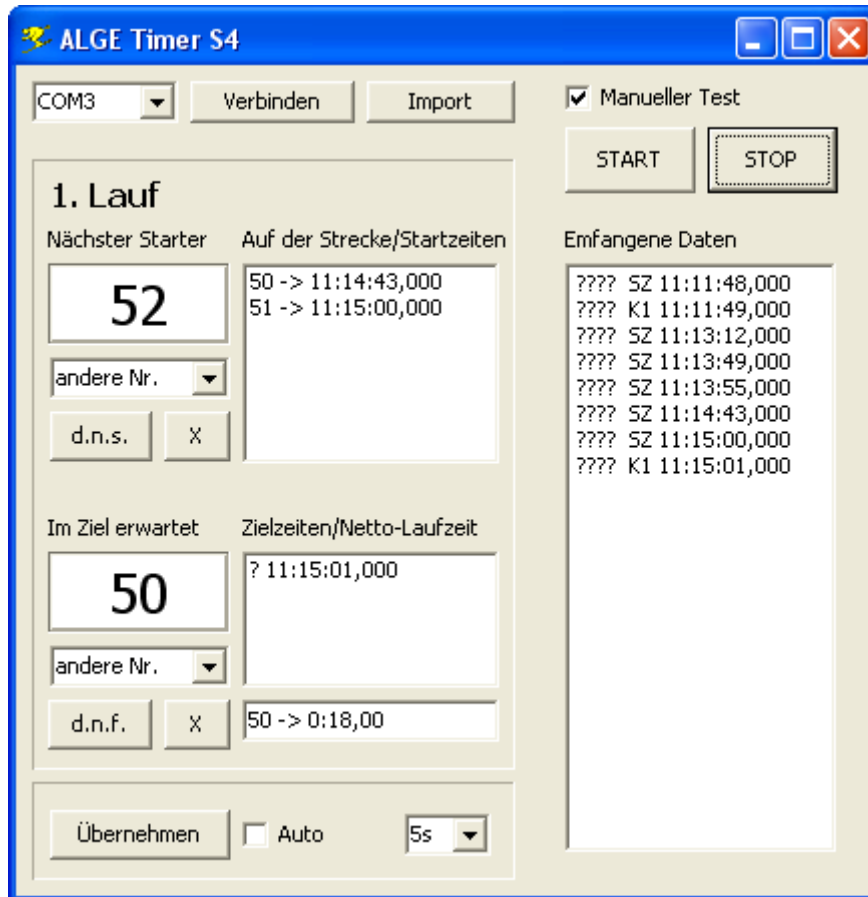 ALGE Timer S4
COM3 Verbinden Import
Manueller Test
START STOP
1. Lauf
Nächster Starter
52
andere Nr.
d.n.s. X
Auf der Strecke/Startzeiten
50 -> 11:14:43,000
51 -> 11:15:00,000
Im Ziel erwartet
50
andere Nr.
d.n.f. X
Zielzeiten/Netto-Laufzeit
? 11:15:01,000
50 -> 0:18,00
Übernehmen Auto 5s
Emfangene Daten
???? SZ 11:11:48,000
???? K1 11:11:49,000
???? SZ 11:13:12,000
???? SZ 11:13:49,000
???? SZ 11:13:55,000
???? SZ 11:14:43,000
???? SZ 11:15:00,000
???? K1 11:15:01,000